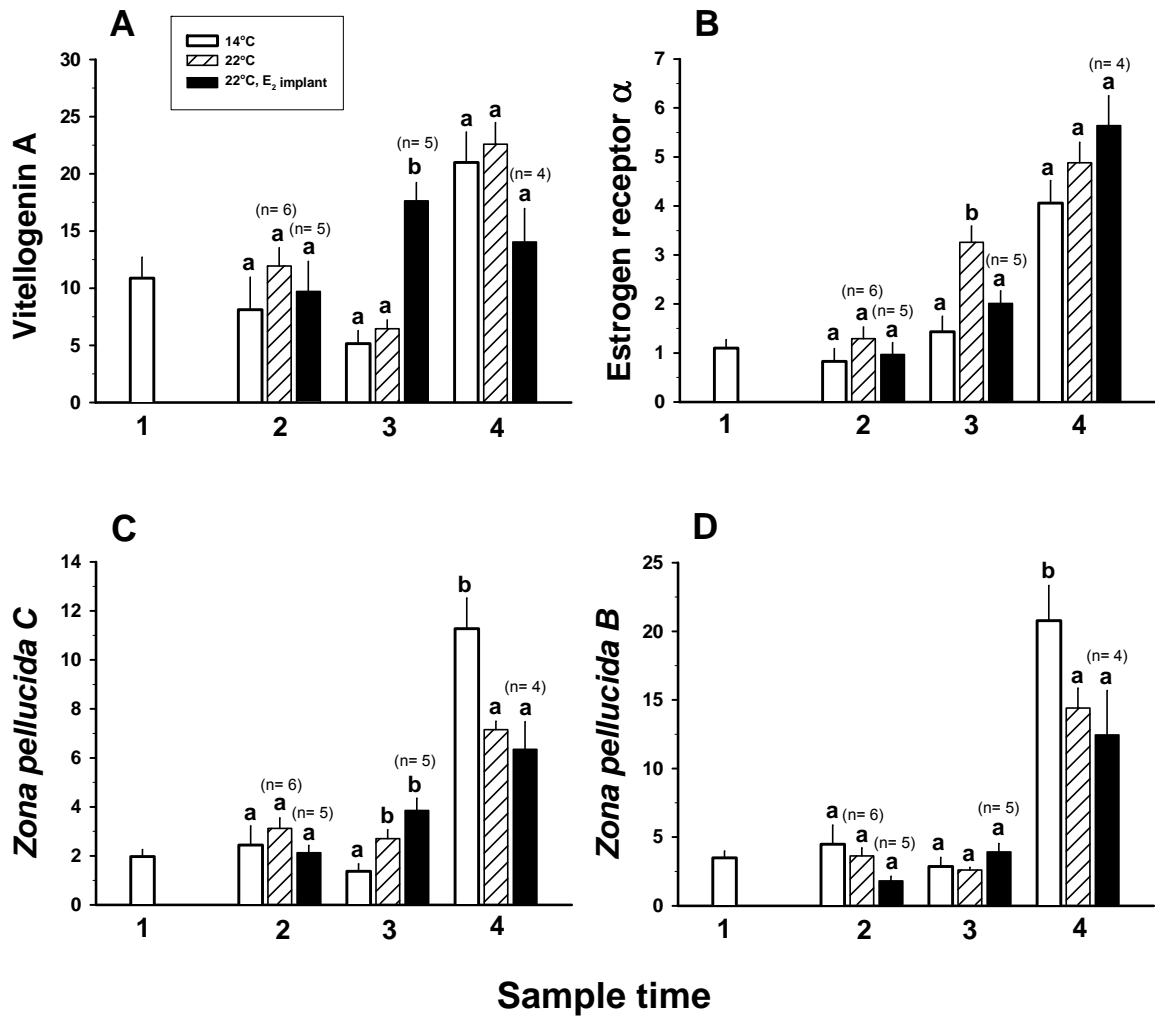 A
14°C
22°C
22°C, E2 implant
Vitellogenin A
30
25
20
15
10
5
0
a
a
(n= 6)
a
(n= 5)
a
a
b
(n= 5)
a
a
a
(n= 4)
1 2 3 4
B
Estrogen receptor α
7
6
5
4
3
2
1
0
a
a
(n= 6)
a
(n= 5)
a
b
a
(n= 5)
a
a
a
(n= 4)
1 2 3 4
C
Zona pellucida C
14
12
10
8
6
4
2
0
a
a
(n= 6)
a
(n= 5)
a
b
b
(n= 5)
b
a
a
(n= 4)
1 2 3 4
D
Zona pellucida B
25
20
15
10
5
0
a
a
(n= 6)
a
(n= 5)
a
a
a
(n= 5)
b
a
a
(n= 4)
1 2 3 4
Sample time